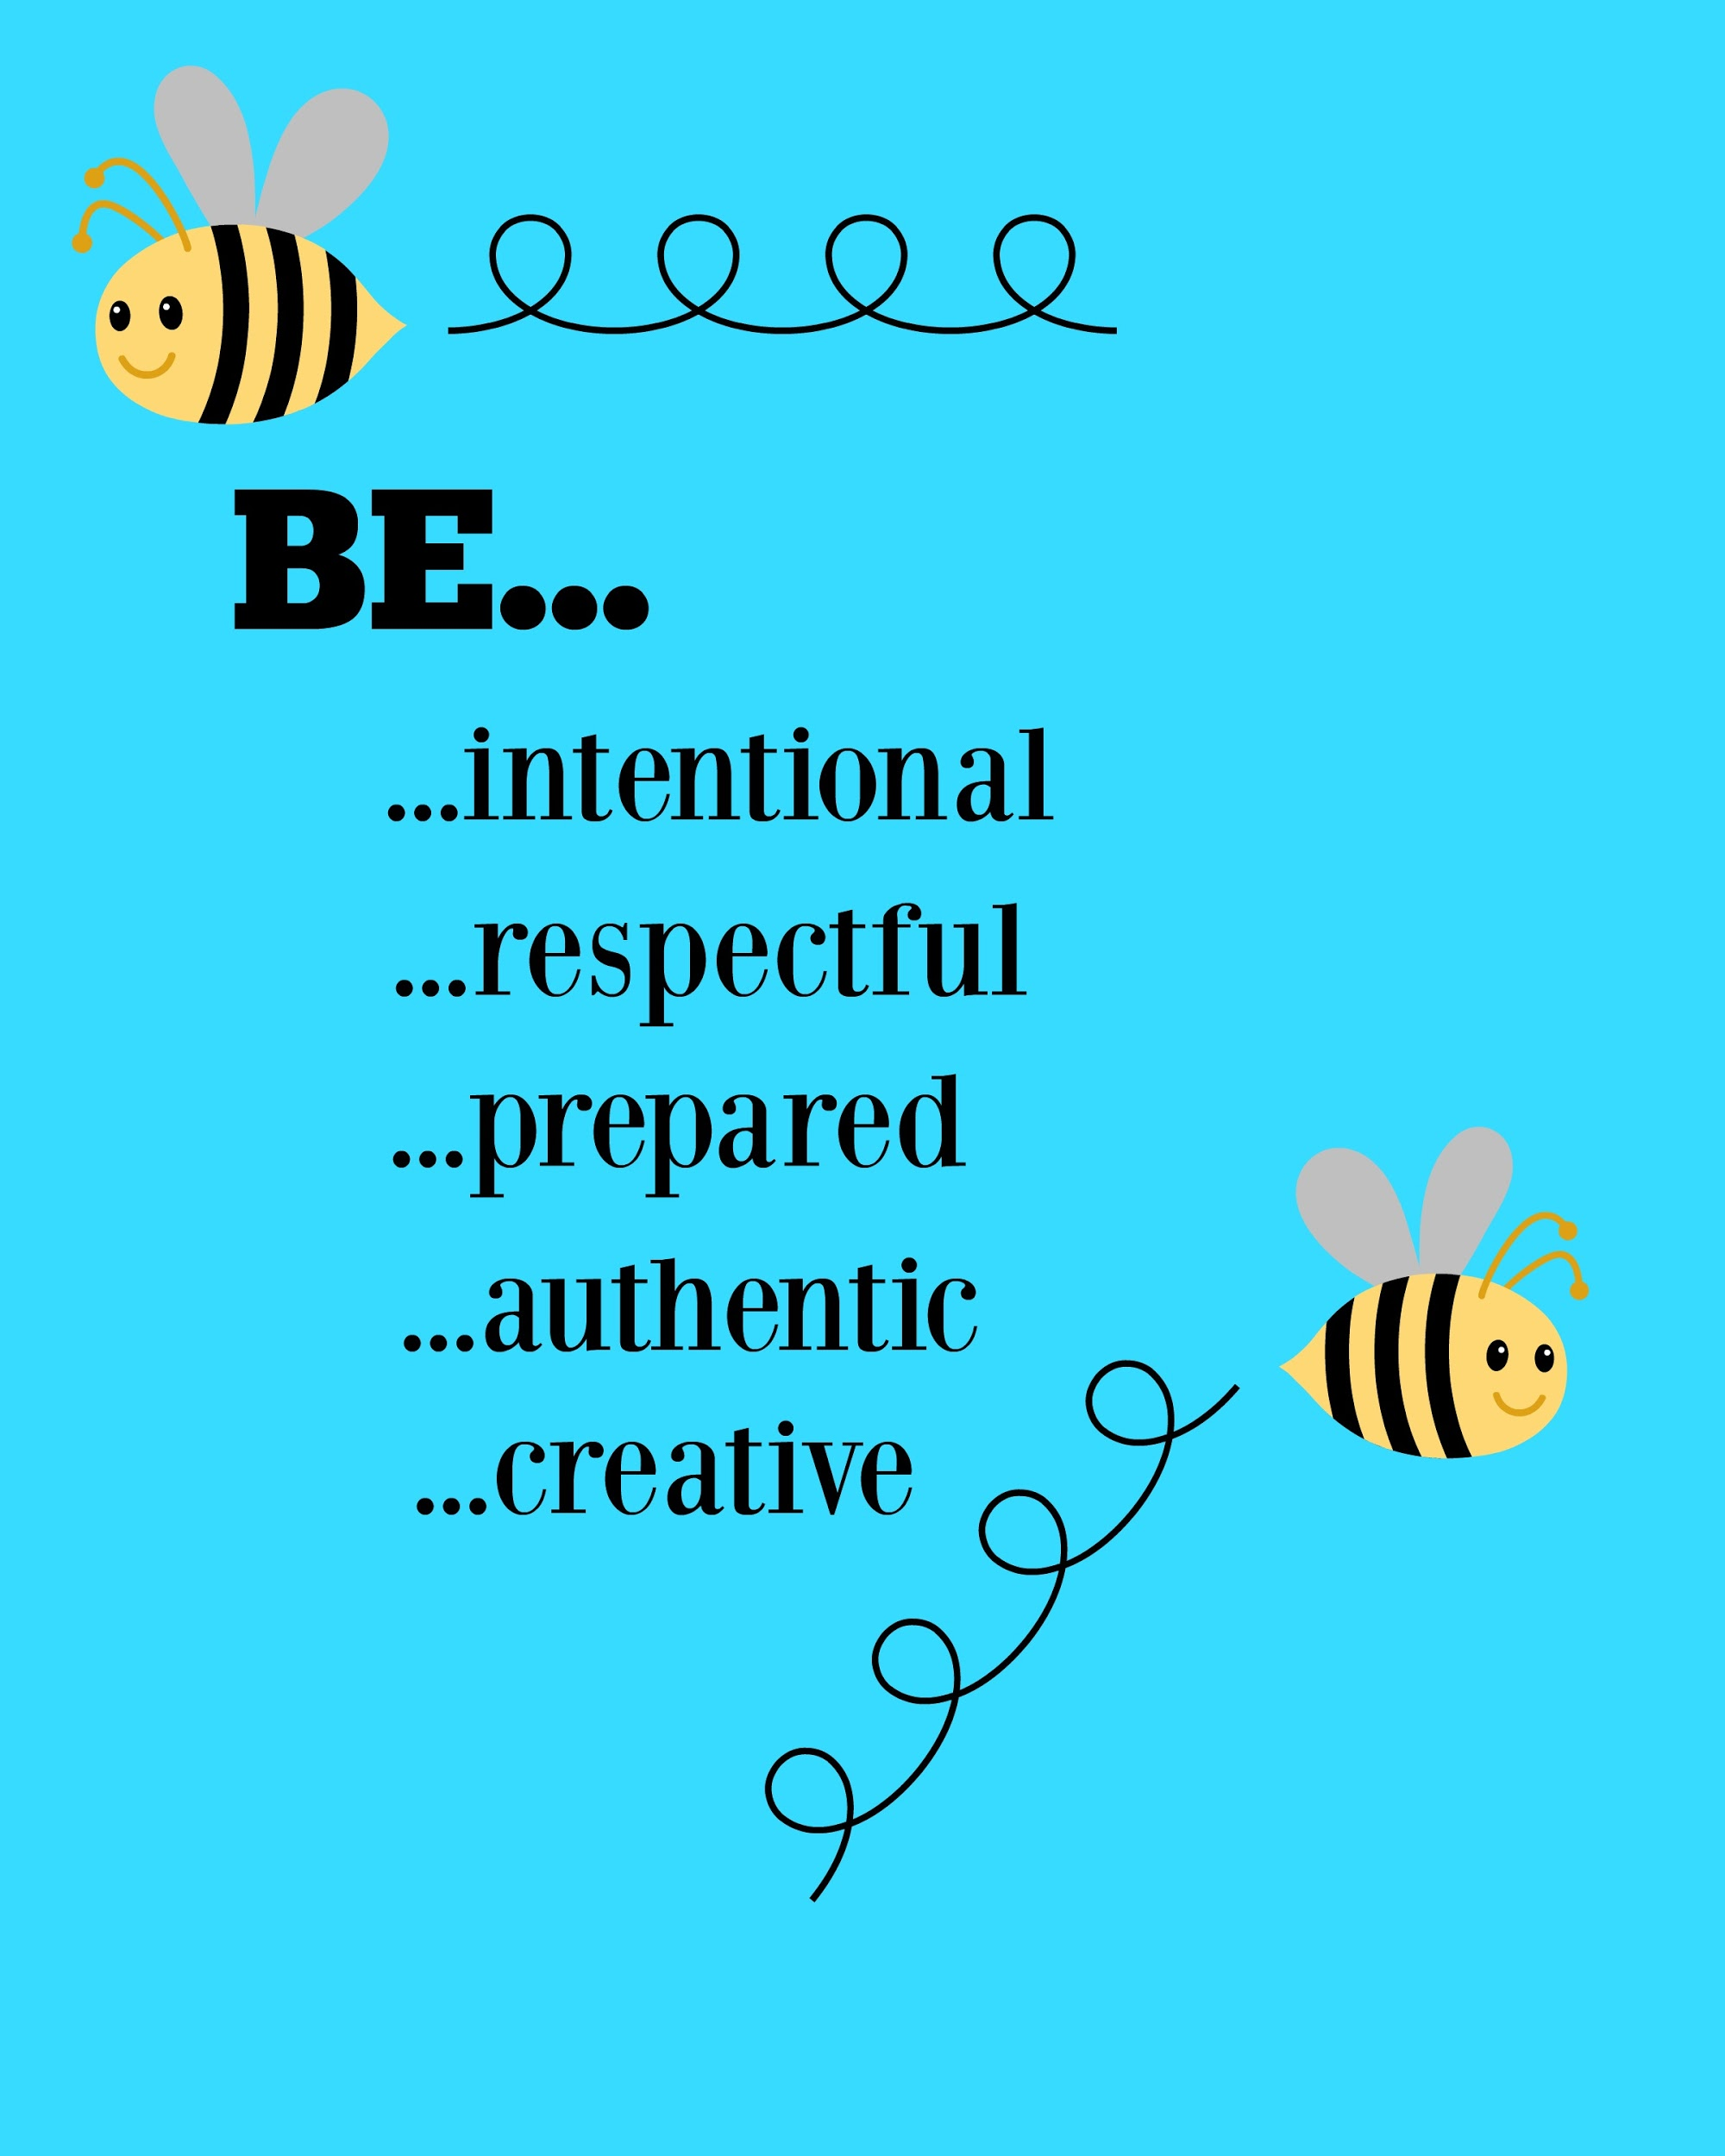 BE...
...intentional
...respectful
...prepared
...authentic
...creative